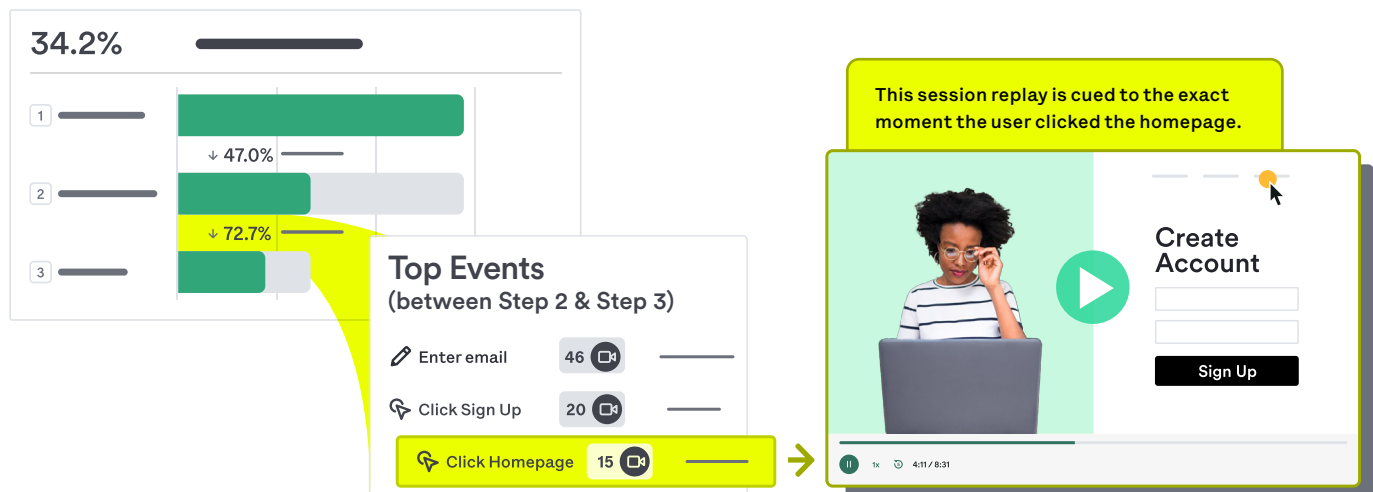 34.2%
1
↓ 47.0%
2
↓ 72.7%
3
Top Events
(between Step 2 & Step 3)
Enter email 46
Click Sign Up 20
Click Homepage 15
This session replay is cued to the exact
moment the user clicked the homepage.
Create
Account
Sign Up
1x
4:11 / 8:31